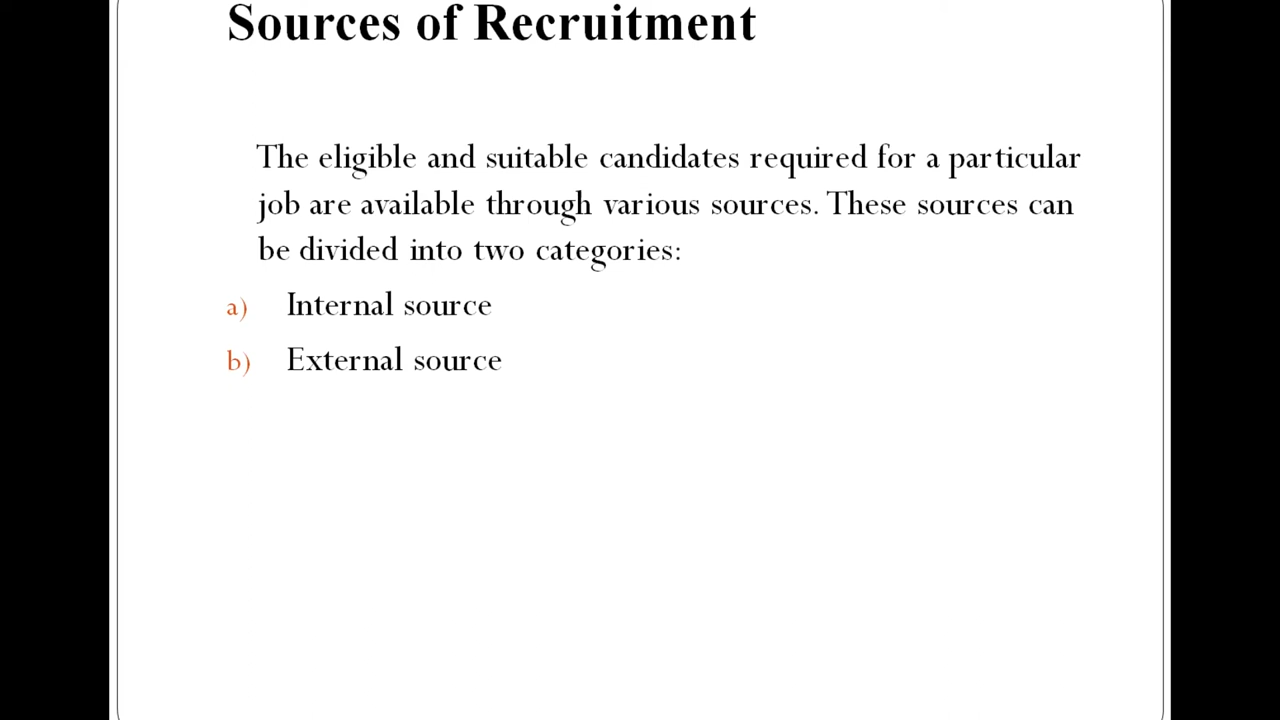 Sources of Recruitment
The eligible and suitable candidates required for a particular
job are available through various sources. These sources can
be divided into two categories:
a) Internal source
b) External source